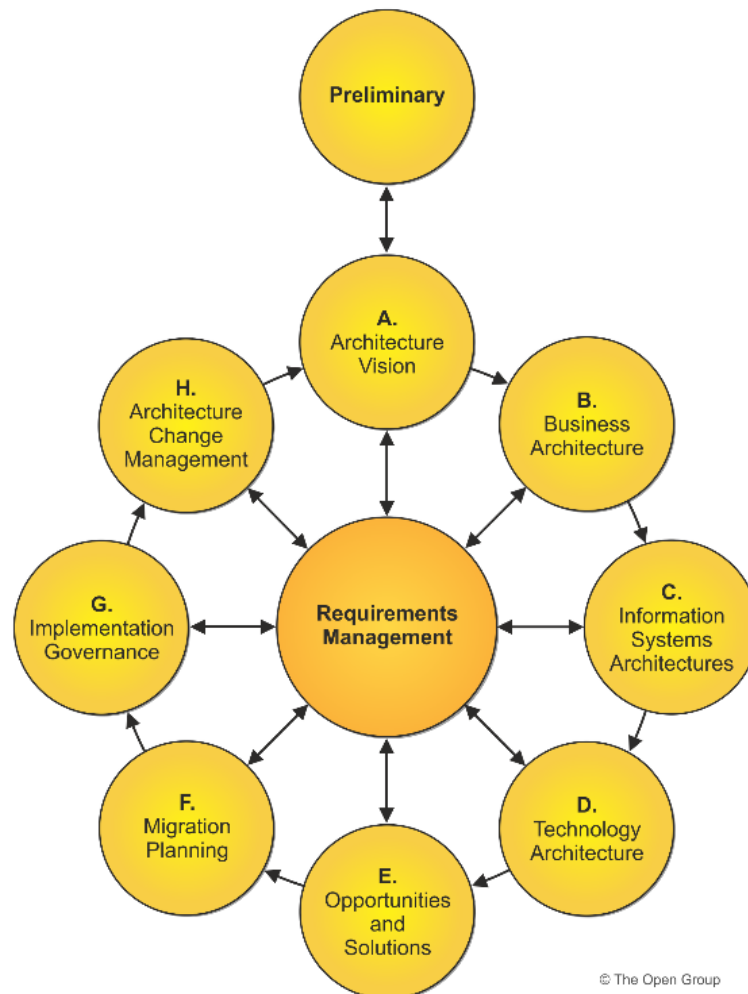 Preliminary
A.
Architecture
Vision
B.
Business
Architecture
C.
Information
Systems
Architectures
D.
Technology
Architecture
E.
Opportunities
and
Solutions
F.
Migration
Planning
G.
Implementation
Governance
H.
Architecture
Change
Management
Requirements
Management
© The Open Group